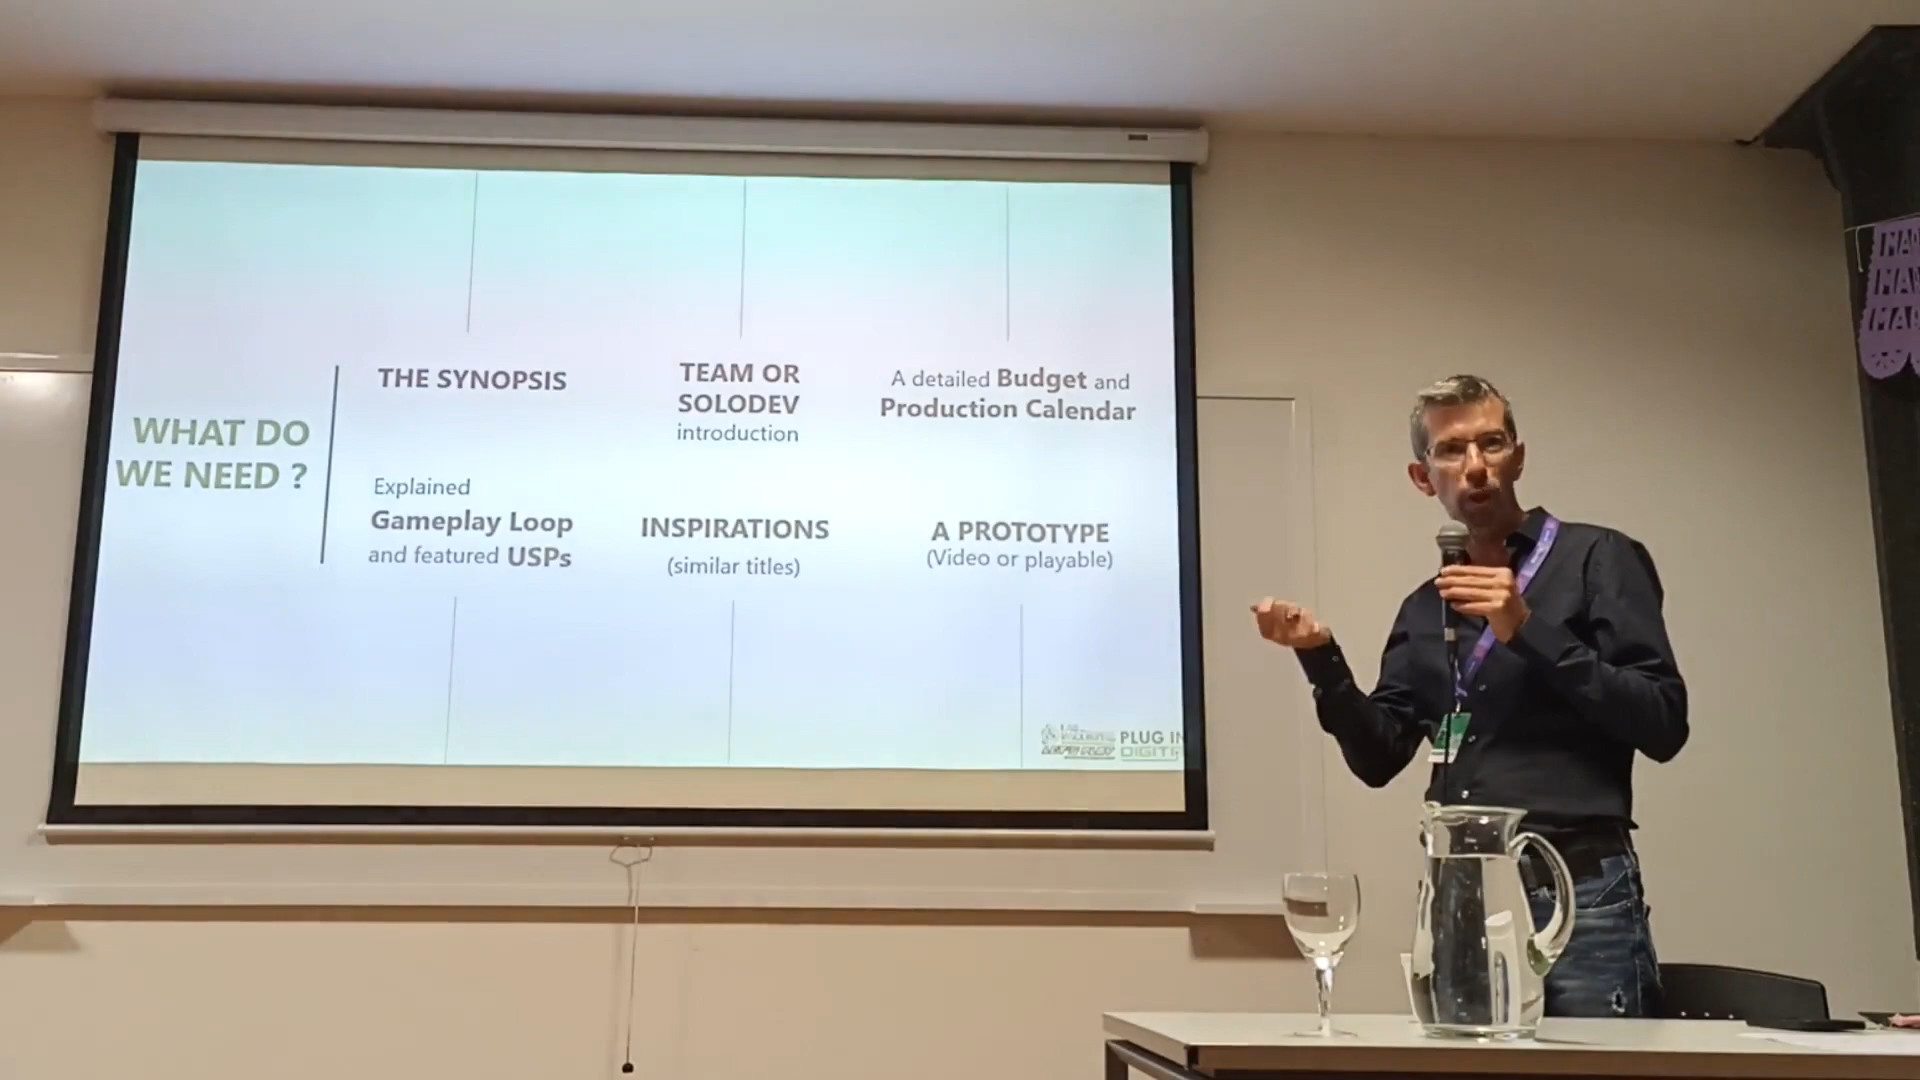 WHAT DO
WE NEED ?
THE SYNOPSIS
TEAM OR
SOLODEV
introduction
A detailed Budget and
Production Calendar
Explained
Gameplay Loop
and featured USPs
INSPIRATIONS
(similar titles)
A PROTOTYPE
(Video or playable)
PLUG IN